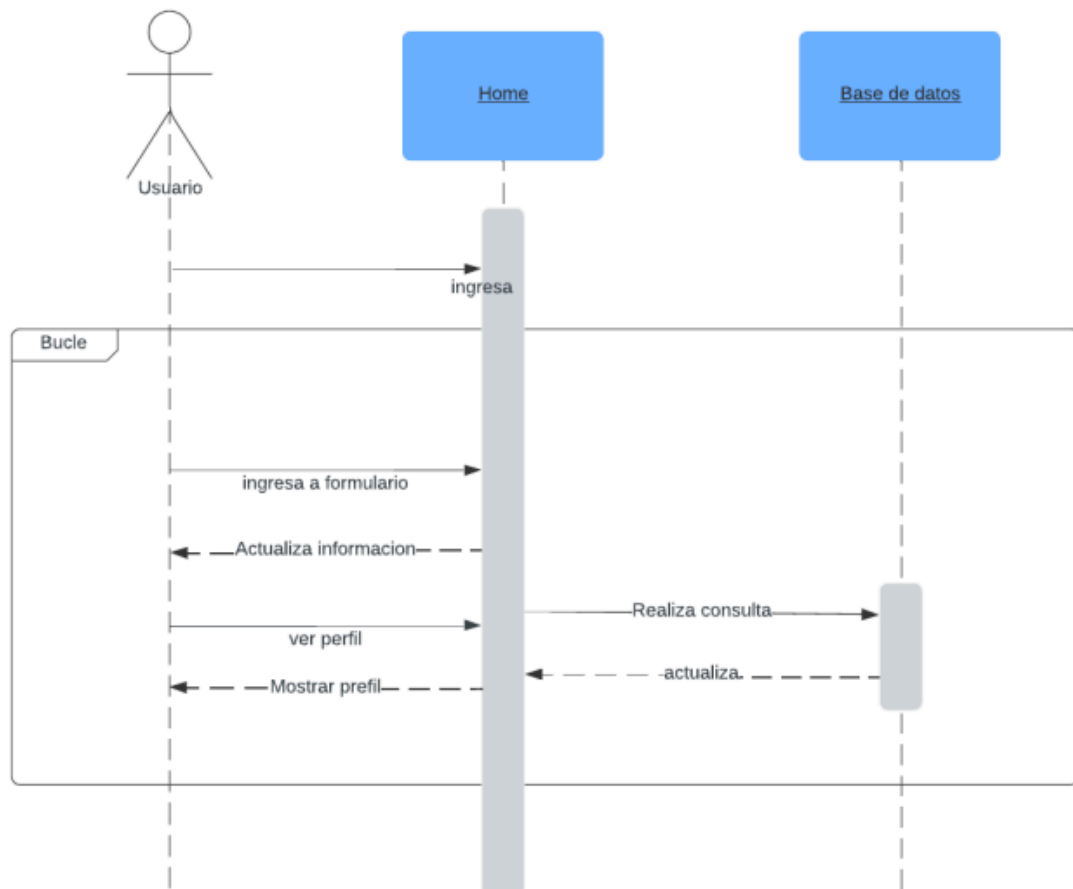 Home
Base de datos
Usuario
ingresa
Bucle
ingresa a formulario
Actualiza informacion
Realiza consulta
ver perfil
actualiza
Mostrar prefil